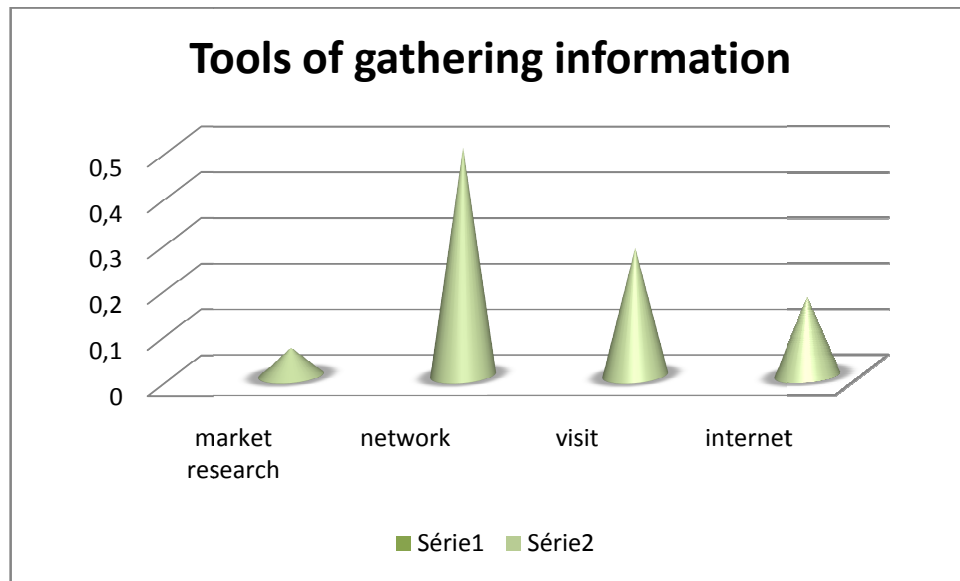 Tools of gathering information
0,5
0,4
0,3
0,2
0,1
0
market
research
network
visit
internet
Série1
Série2